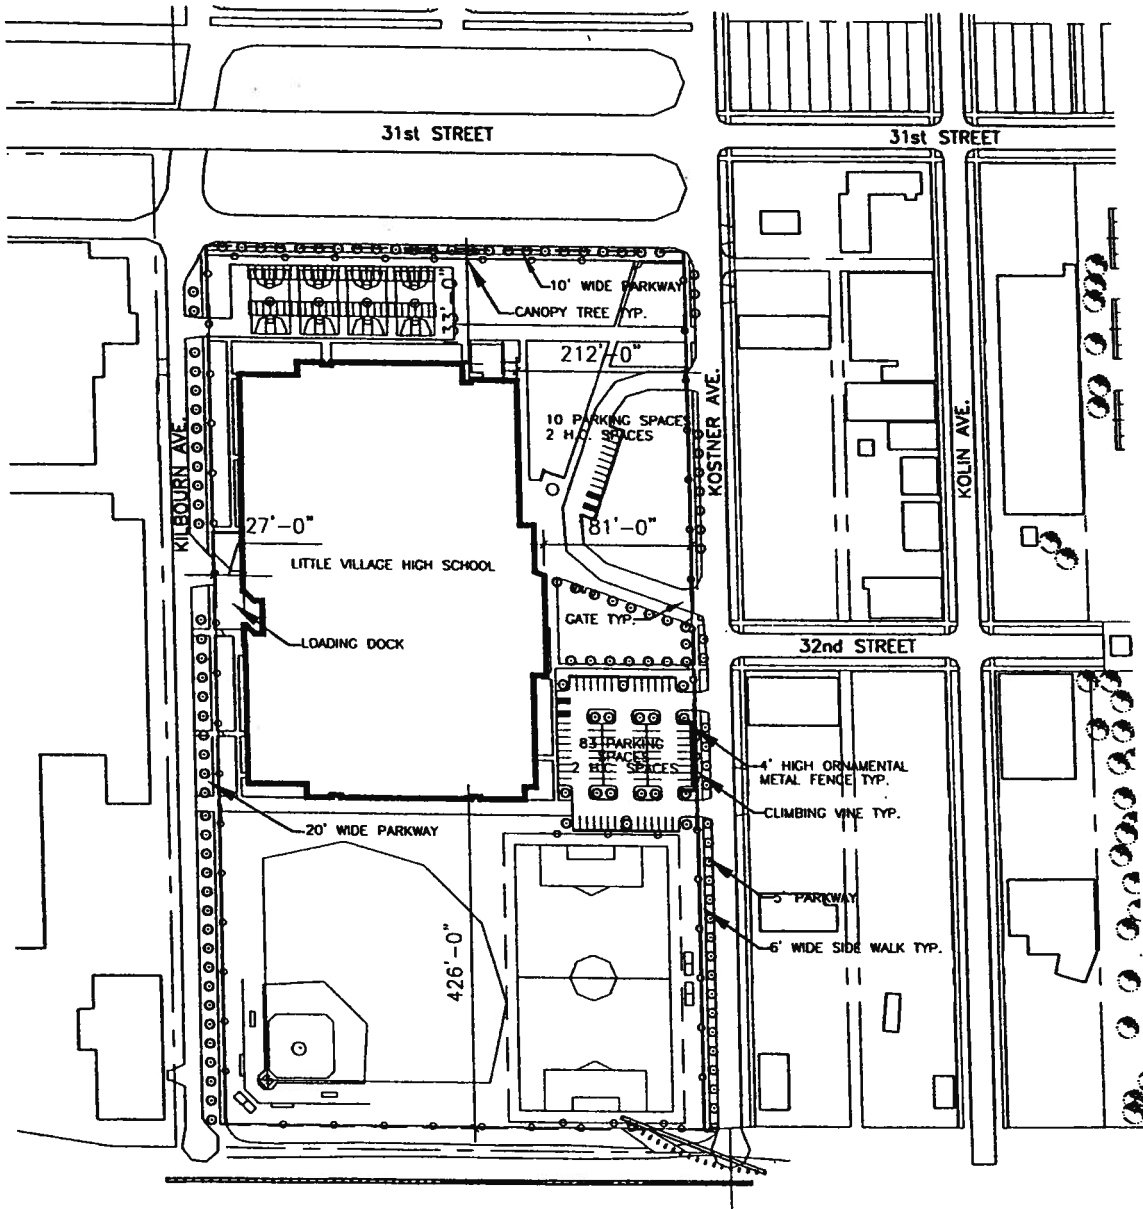 31st STREET
31st STREET
10' WIDE PARKWAY
CANOPY TREE TYP.
33'-0"
212'-0"
10 PARKING SPACES
2 H.C. SPACES
KILBOURN AVE.
KOSTNER AVE.
KOLIN AVE.
27'-0"
81'-0"
LITTLE VILLAGE HIGH SCHOOL
GATE TYP.
LOADING DOCK
32nd STREET
83 PARKING
SPACES
2 H.C. SPACES
4' HIGH ORNAMENTAL
METAL FENCE TYP.
CLIMBING VINE TYP.
20' WIDE PARKWAY
5' PARKWAY
6' WIDE SIDE WALK TYP.
426'-0"